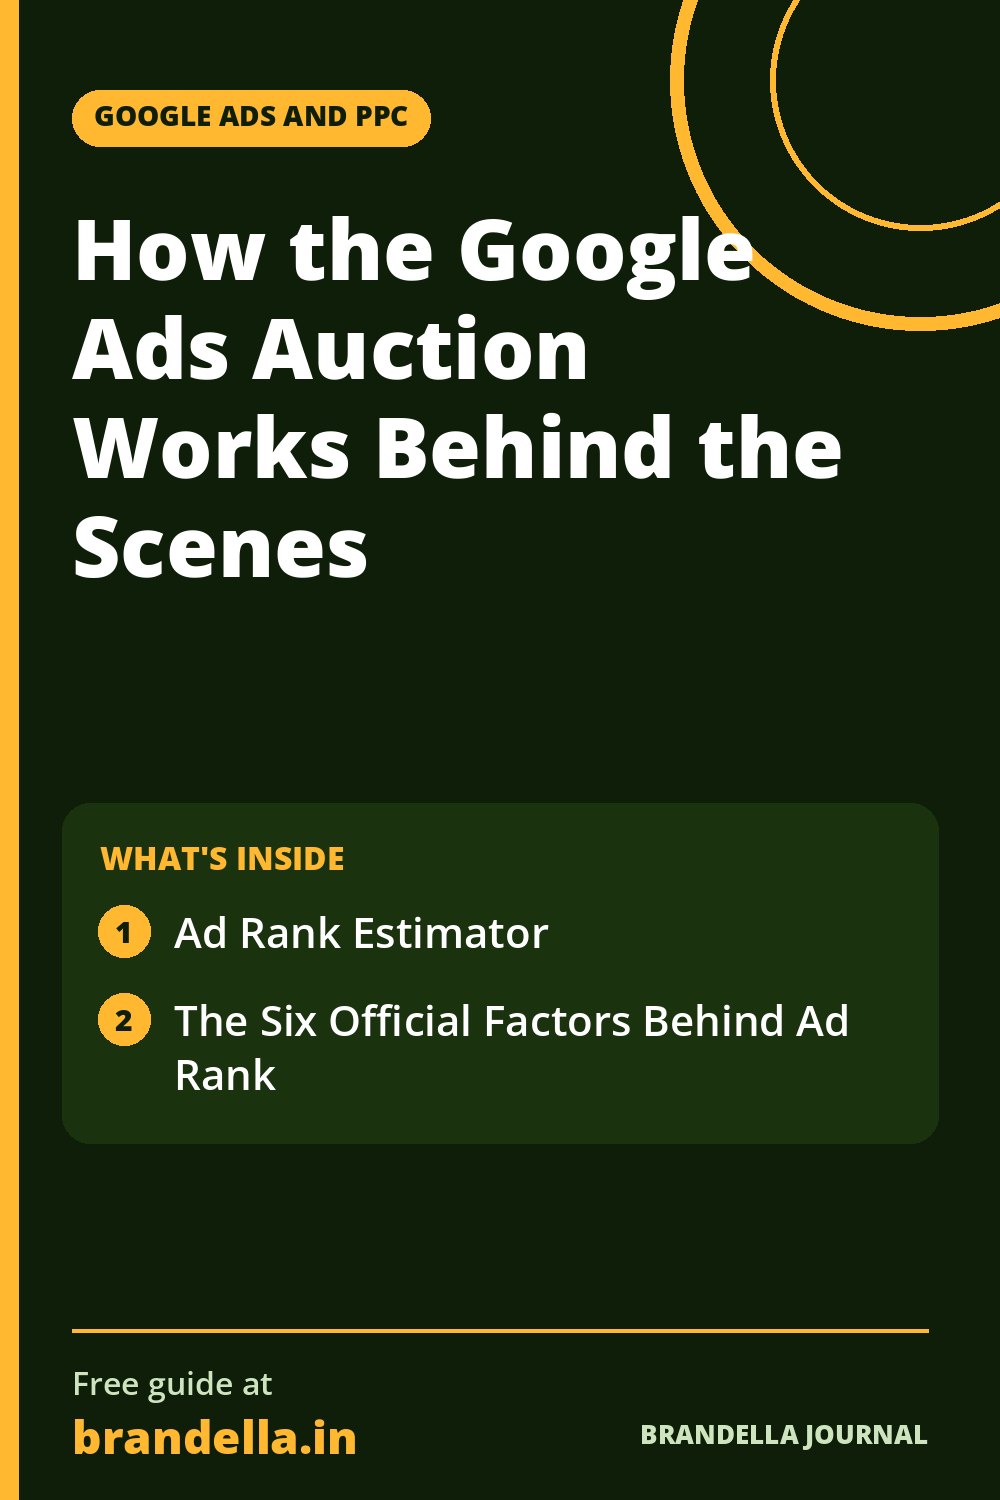 GOOGLE ADS AND PPC
How the Google
Ads Auction
Works Behind the
Scenes
WHAT'S INSIDE
1 Ad Rank Estimator
2 The Six Official Factors Behind Ad
Rank
Free guide at
brandella.in
BRANDELLA JOURNAL